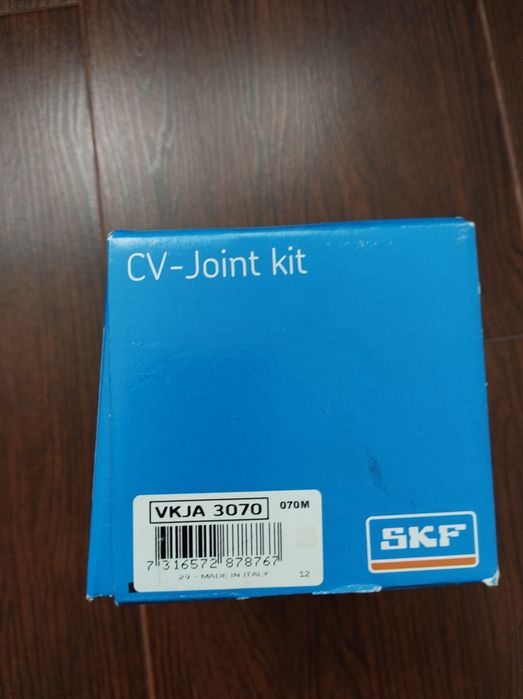 CV-Joint kit
VKJA 3070 070M
7 316572 878767
29 - MADE IN ITALY 12
SKF